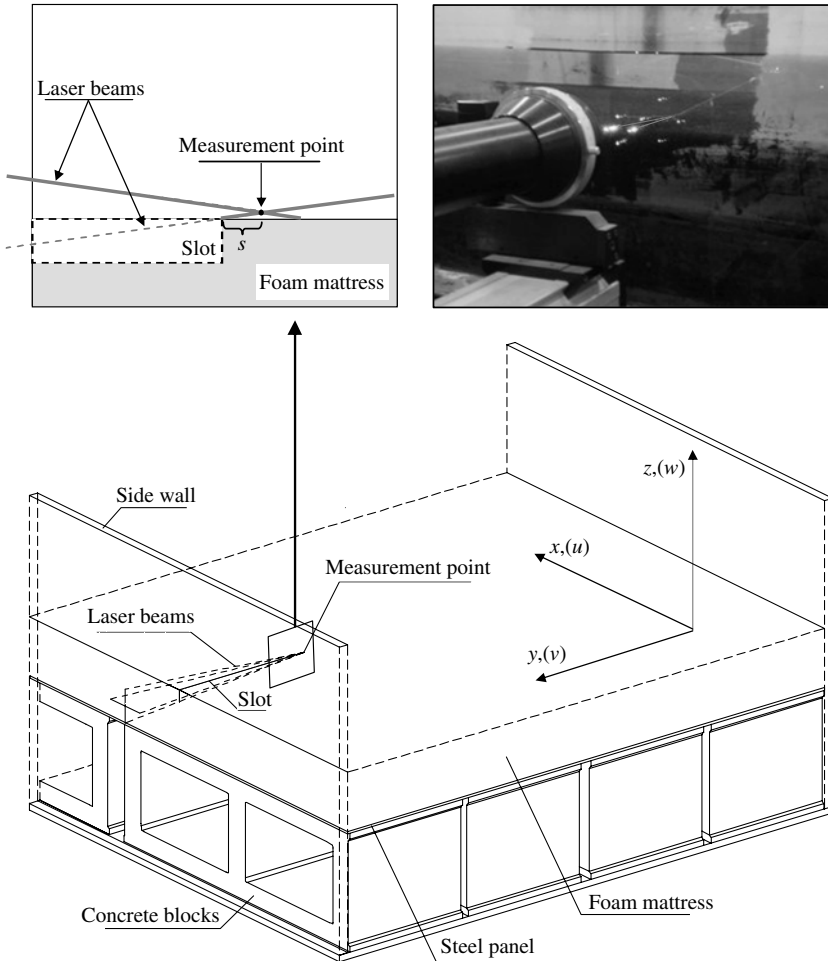 Laser beams
Measurement point
Slot
s
Foam mattress
z,(w)
Side wall
x,(u)
Measurement point
Laser beams
y,(v)
Slot
Foam mattress
Concrete blocks
Steel panel